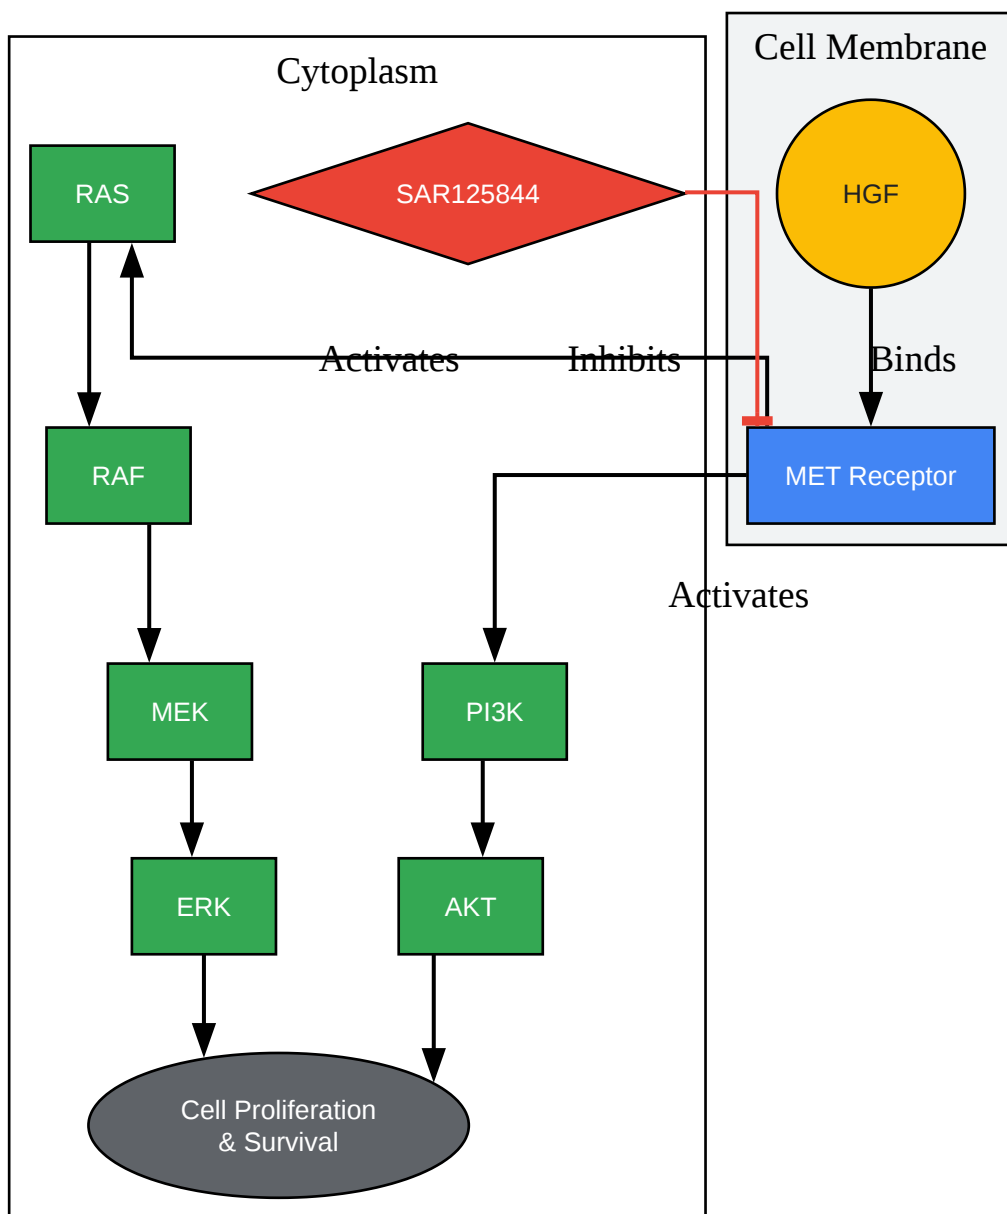 Cell Membrane
Cytoplasm
RAS
SAR125844
HGF
Activates
Inhibits
Binds
RAF
MET Receptor
Activates
MEK
PI3K
ERK
AKT
Cell Proliferation
& Survival